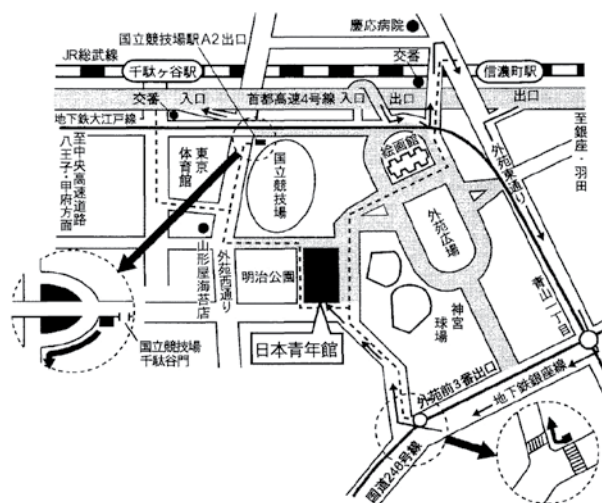 慶応病院
国立競技場駅A2出口
JR総武線
交番
千駄ヶ谷駅
信濃町駅
交番
入口
首都高速4号線
入口
出口
出口
地下鉄大江戸線
至中央高速道路
八王子・甲府方面
東京
体育館
国立競技場
絵画館
外苑東通り
至銀座・羽田
山形屋海苔店
外苑西通り
明治公園
外苑広場
神宮
球場
青山一丁目
日本青年館
国立競技場
千駄谷門
外苑前3番出口
地下鉄銀座線
国道246号線